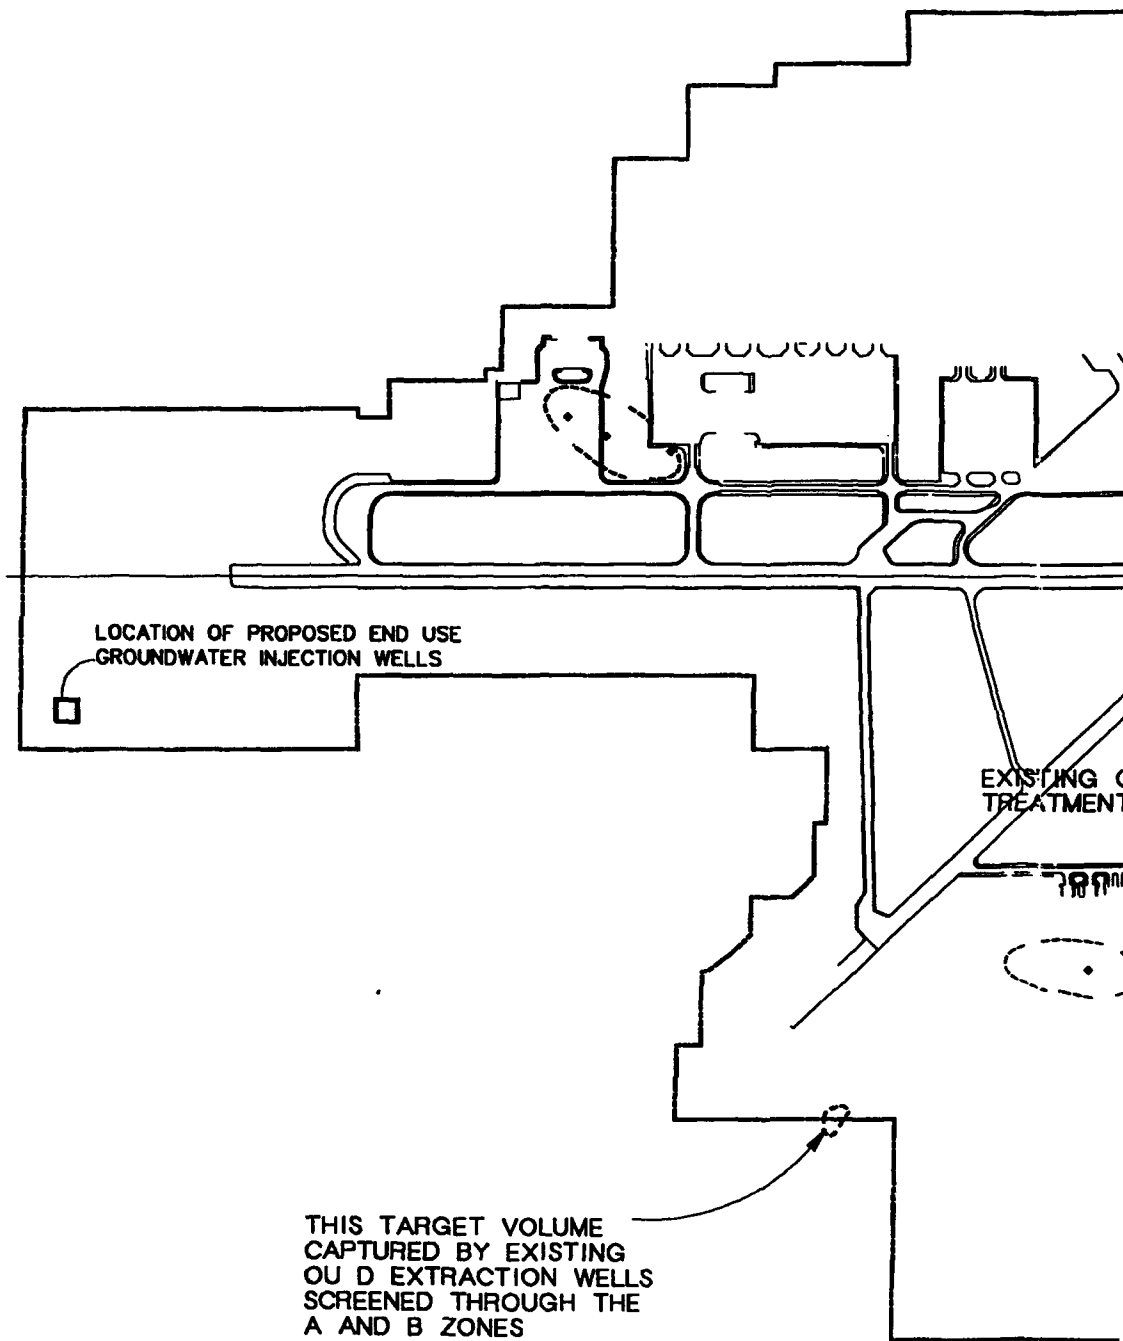 LOCATION OF PROPOSED END USE
GROUNDWATER INJECTION WELLS
EXISTING
TREATMENT
THIS TARGET VOLUME
CAPTURED BY EXISTING
OU D EXTRACTION WELLS
SCREENED THROUGH THE
A AND B ZONES